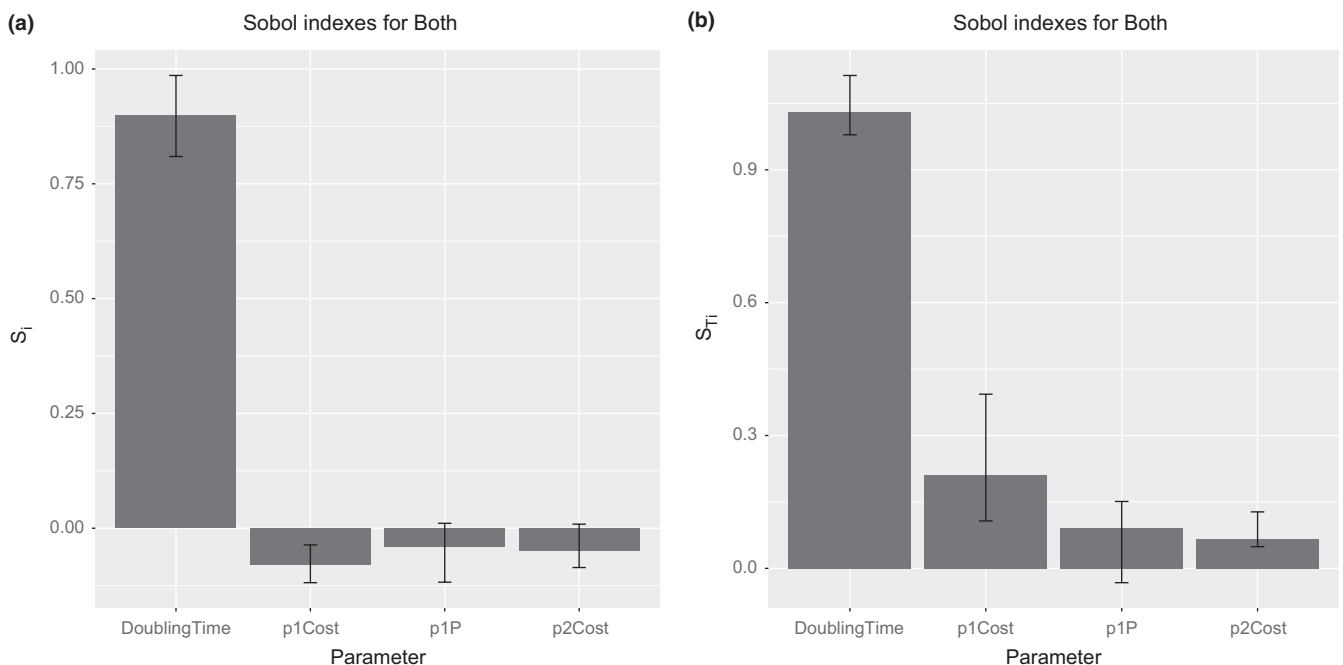 (a)
Sobol indexes for Both
1.00
0.75
0.50
0.25
0.00
Si
DoublingTime p1Cost p1P p2Cost
Parameter
(b)
Sobol indexes for Both
0.9
0.6
0.3
0.0
STi
DoublingTime p1Cost p1P p2Cost
Parameter